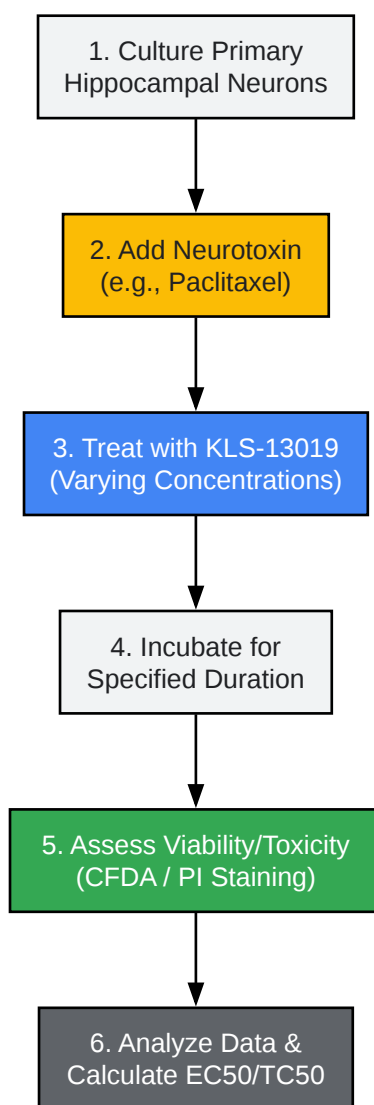 1. Culture Primary
Hippocampal Neurons
2. Add Neurotoxin
(e.g., Paclitaxel)
3. Treat with KLS-13019
(Varying Concentrations)
4. Incubate for
Specified Duration
5. Assess Viability/Toxicity
(CFDA / PI Staining)
6. Analyze Data &
Calculate EC50/TC50